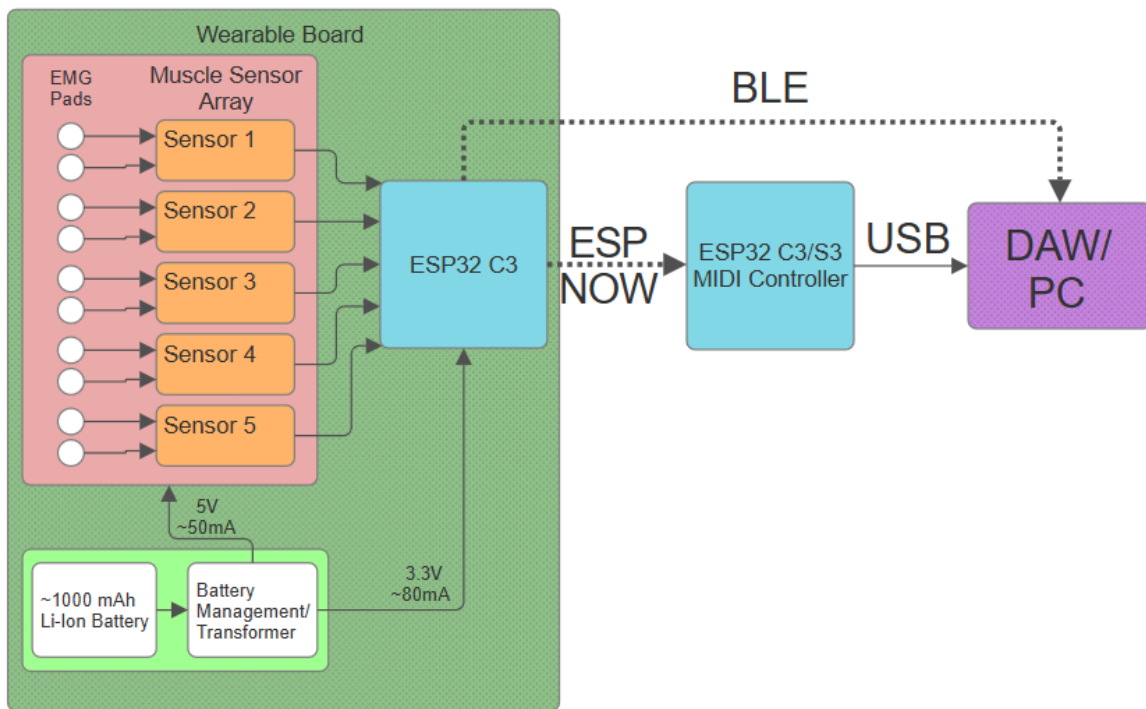 Wearable Board
EMG
Pads
Muscle Sensor
Array
Sensor 1
Sensor 2
Sensor 3
Sensor 4
Sensor 5
ESP32 C3
BLE
ESP
NOW
ESP32 C3/S3
MIDI Controller
USB
DAW/
PC
5V
~50mA
3.3V
~80mA
~1000 mAh
Li-Ion Battery
Battery
Management/
Transformer